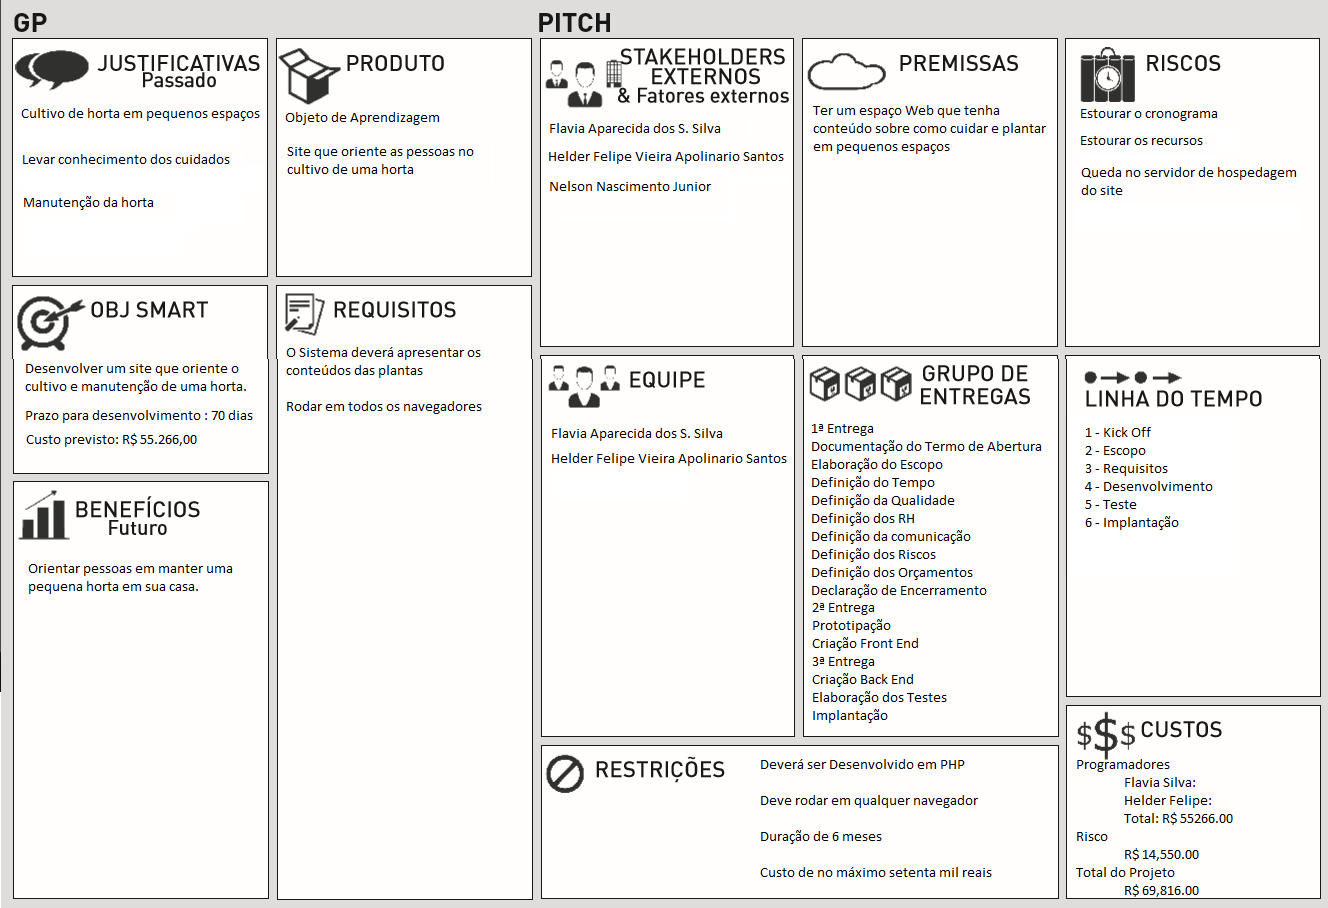 GP
PITCH
JUSTIFICATIVAS
Passado
Cultivo de horta em pequenos espaços
Levar conhecimento dos cuidados
Manutenção da horta
PRODUTO
Objeto de Aprendizagem
Site que oriente as pessoas no
cultivo de uma horta
STAKEHOLDERS
EXTERNOS
& Fatores externos
Flavia Aparecida dos S. Silva
Helder Felipe Vieira Apolinario Santos
Nelson Nascimento Junior
PREMISSAS
Ter um espaço Web que tenha
conteúdo sobre como cuidar e plantar
em pequenos espaços
RISCOS
Estourar o cronograma
Estourar os recursos
Queda no servidor de hospedagem
do site
OBJ SMART
Desenvolver um site que oriente o
cultivo e manutenção de uma horta.
Prazo para desenvolvimento : 70 dias
Custo previsto: R$ 55.266,00
REQUISITOS
O Sistema deverá apresentar os
conteúdos das plantas
Rodar em todos os navegadores
BENEFÍCIOS
Futuro
Orientar pessoas em manter uma
pequena horta em sua casa.
EQUIPE
Flavia Aparecida dos S. Silva
Helder Felipe Vieira Apolinario Santos
GRUPO DE
ENTREGAS
1ª Entrega
Documentação do Termo de Abertura
Elaboração do Escopo
Definição do Tempo
Definição da Qualidade
Definição dos RH
Definição da comunicação
Definição dos Riscos
Definição dos Orçamentos
Declaração de Encerramento
2ª Entrega
Prototipação
Criação Front End
3ª Entrega
Criação Back End
Elaboração dos Testes
Implantação
LINHA DO TEMPO
1 - Kick Off
2 - Escopo
3 - Requisitos
4 - Desenvolvimento
5 - Teste
6 - Implantação
RESTRIÇÕES
Deverá ser Desenvolvido em PHP
Deve rodar em qualquer navegador
Duração de 6 meses
Custo de no máximo setenta mil reais
$$$ CUSTOS
Programadores
Flavia Silva:
Helder Felipe:
Total: R$ 55266.00
Risco
R$ 14,550.00
Total do Projeto
R$ 69,816.00